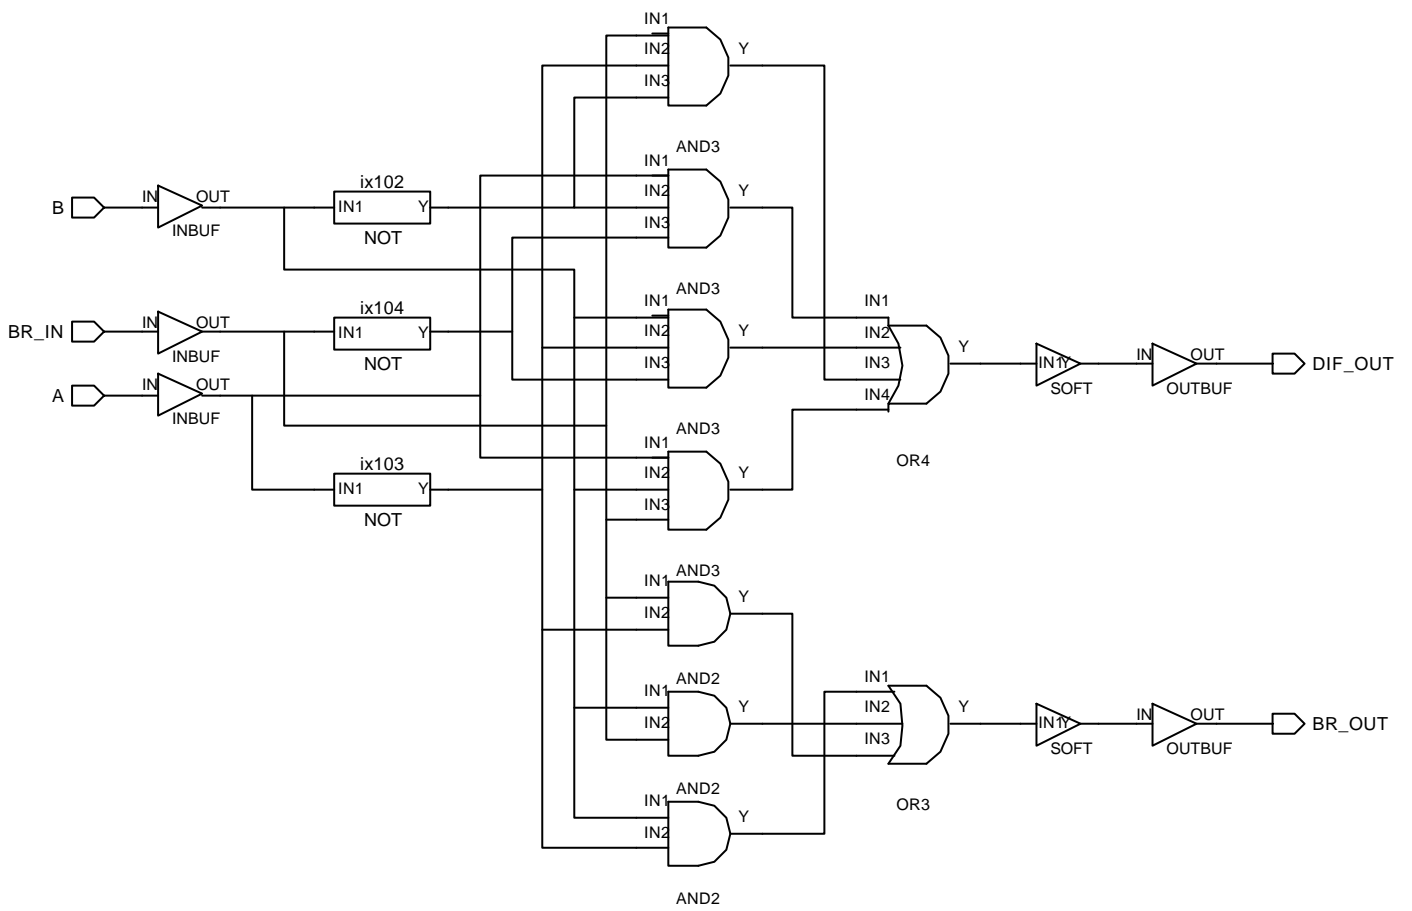 IN1
IN2 Y
IN3
AND3
IN1
IN2 Y
IN3
AND3
B IN OUT
INBUF
ix102
IN1 Y
NOT
BR_IN IN OUT
INBUF
ix104
IN1 Y
NOT
A IN OUT
INBUF
ix103
IN1 Y
NOT
IN1
IN2 Y
IN3
AND3
IN1
IN2 Y
IN3
AND3
IN1
IN2
IN3
IN4
Y
OR4
IN1Y
SOFT
IN OUT
OUTBUF
DIF_OUT
IN1
IN2 Y
AND2
IN1
IN2 Y
AND2
IN1
IN2 Y
AND2
IN1
IN2
IN3
Y
OR3
IN1Y
SOFT
IN OUT
OUTBUF
BR_OUT